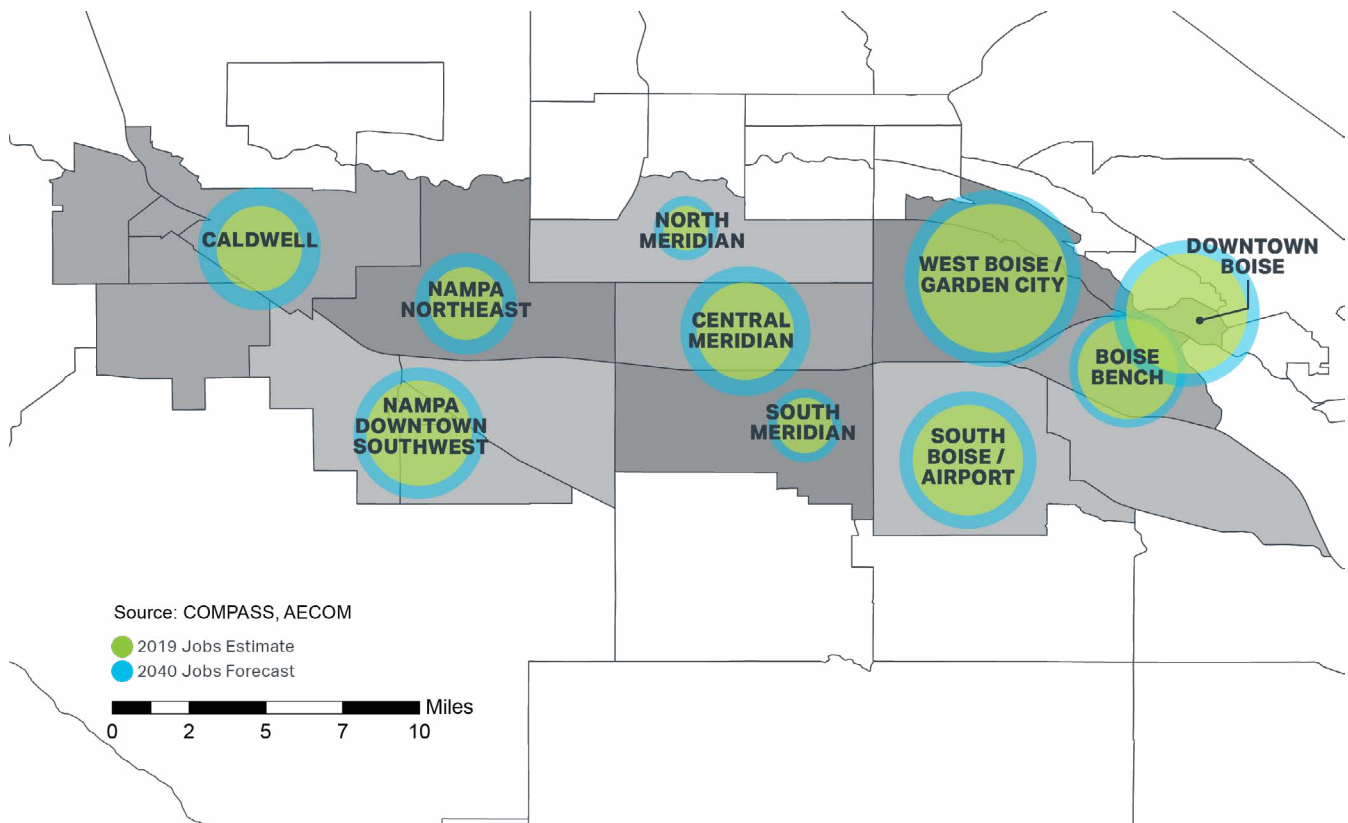 CALDWELL
NAMPA
NORTHEAST
NAMPA
DOWNTOWN
SOUTHWEST
NORTH
MERIDIAN
CENTRAL
MERIDIAN
SOUTH
MERIDIAN
WEST BOISE /
GARDEN CITY
DOWNTOWN
BOISE
BOISE
BENCH
SOUTH
BOISE /
AIRPORT
Source: COMPASS, AECOM
2019 Jobs Estimate
2040 Jobs Forecast
Miles
0 2 5 7 10